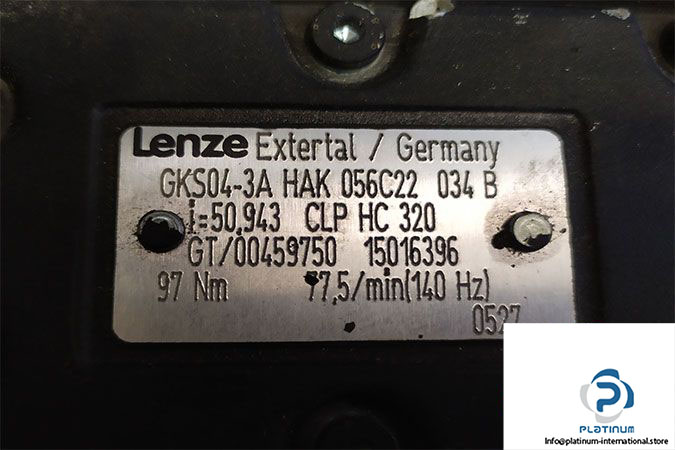 Lenze Extertal / Germany
GKS04-3A HAK 056C22 034 B
i=50,943 CLP HC 320
GT/00459750 15016396
97 Nm 77,5/min(140 Hz)
0527
PLATINUM
Info@platinum-international.store